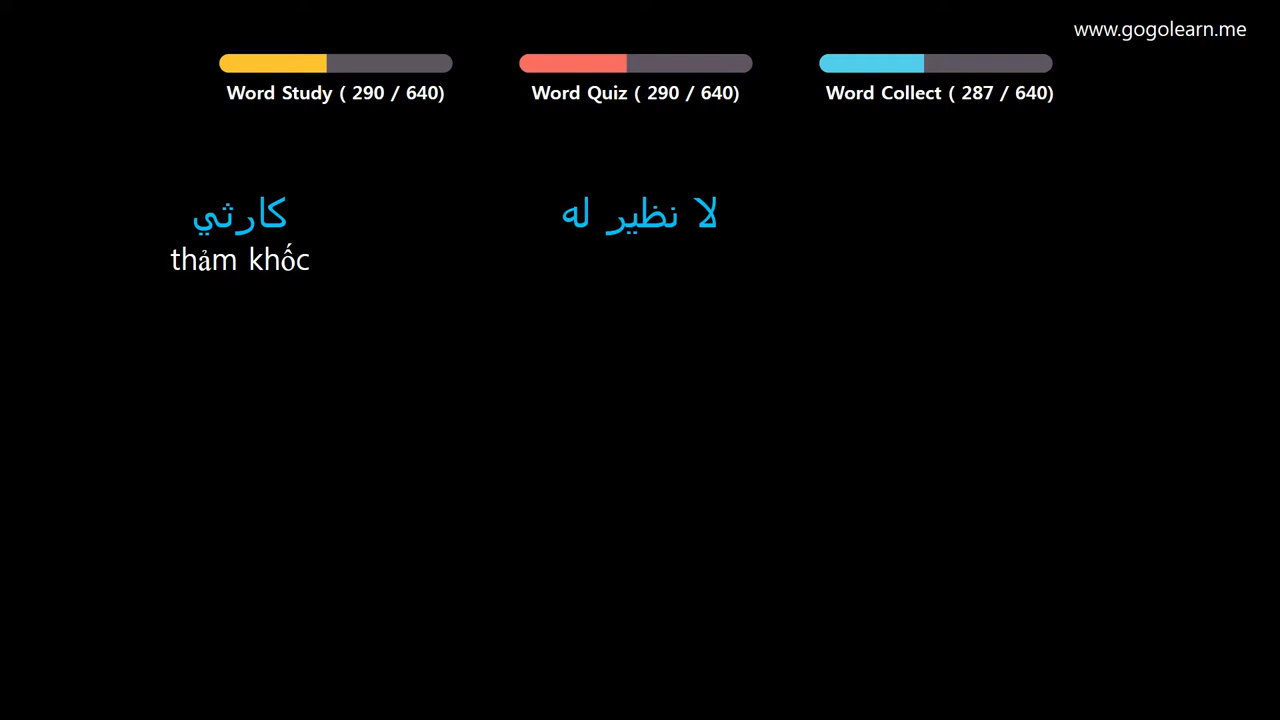 www.gogolearn.me
Word Study ( 290 / 640)
Word Quiz ( 290 / 640)
Word Collect ( 287 / 640)
كارثي
thảm khốc
لا نظير له